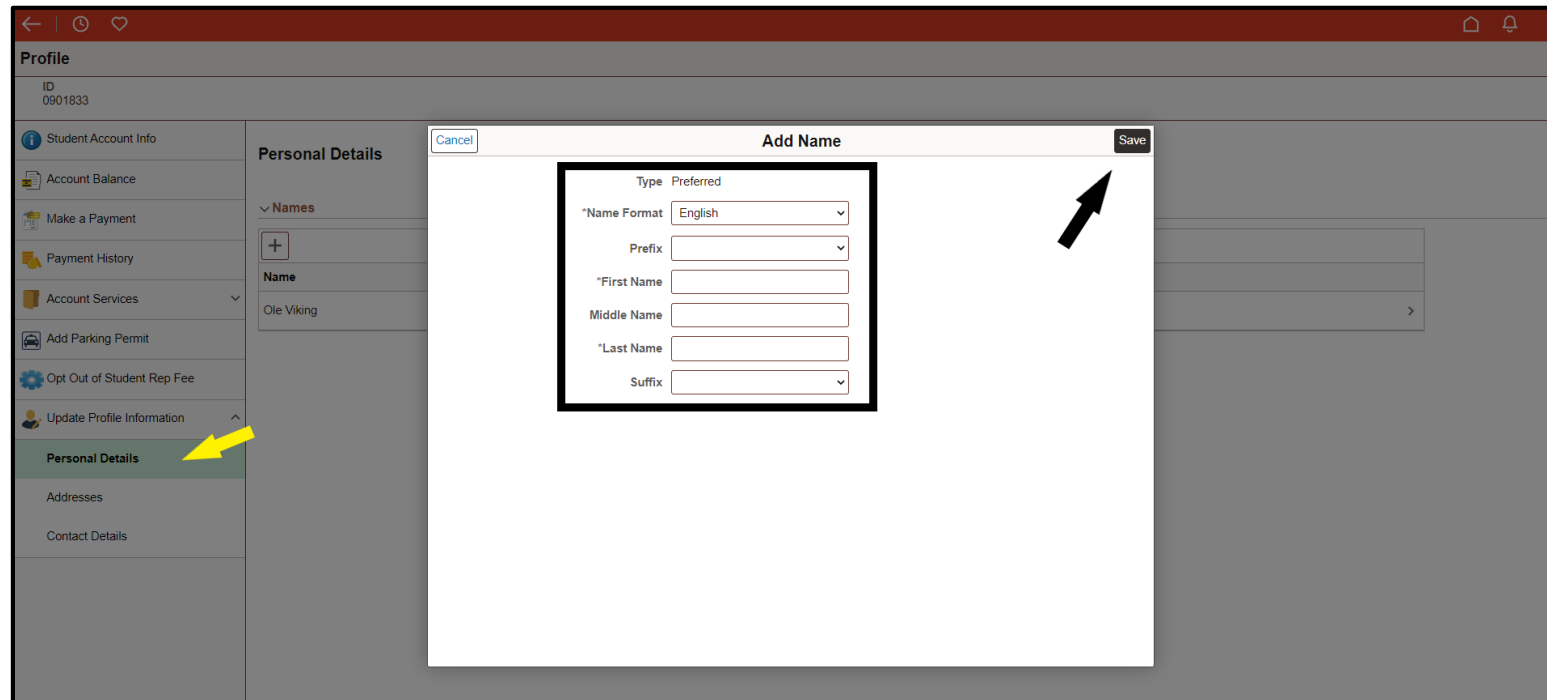 Profile
ID
0901833
Student Account Info
Account Balance
Make a Payment
Payment History
Account Services
Add Parking Permit
Opt Out of Student Rep Fee
Update Profile Information
Personal Details
Addresses
Contact Details
Personal Details
Names
Name
Ole Viking
Cancel Add Name Save
Type Preferred
*Name Format English
Prefix
*First Name
Middle Name
*Last Name
Suffix